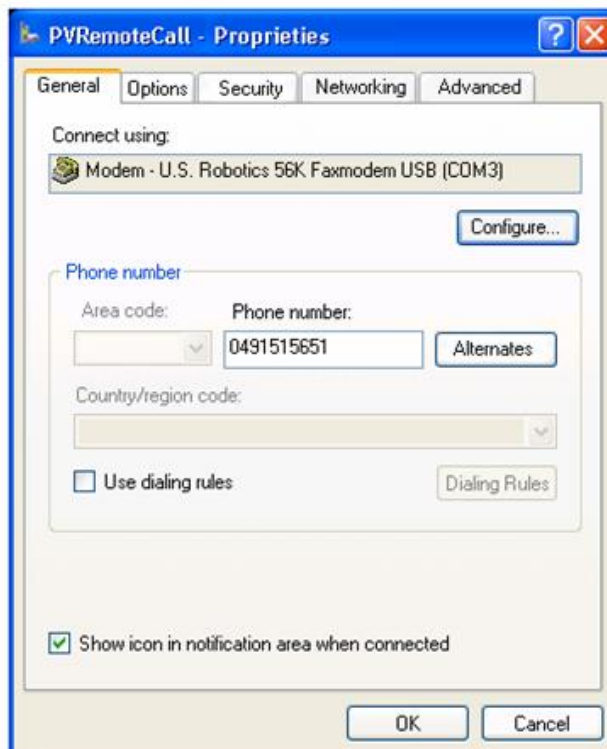 PVRemoteCall - Proprieties
General Options Security Networking Advanced
Connect using:
Modem - U.S. Robotics 56K Faxmodem USB (COM3)
Configure...
Phone number
Area code: Phone number:
0491515651 Alternates
Country/region code:
Use dialing rules Dialing Rules
Show icon in notification area when connected
OK Cancel